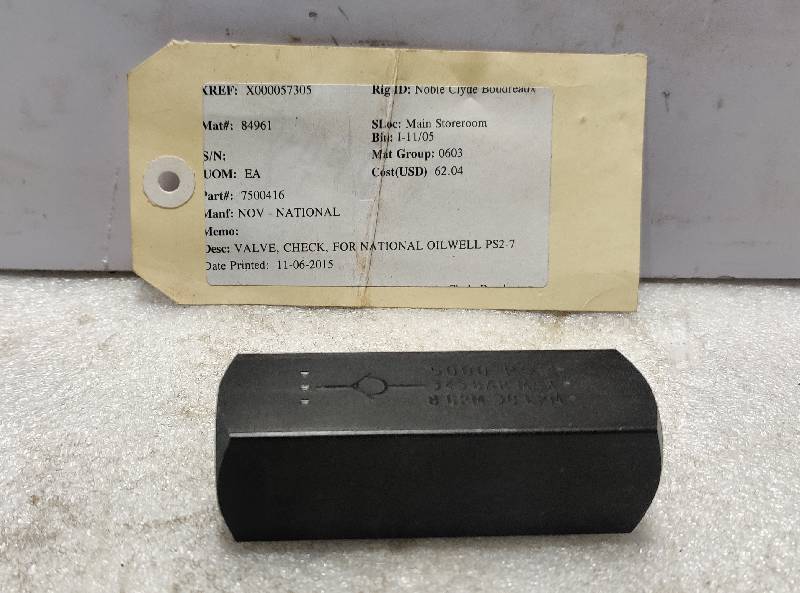 XREF: X000057305 Rig ID: Noble Clyde Boudreaux
Mat#: 84961 SLoc: Main Storeroom
Bin: I-11/05
S/N: Mat Group: 0603
UOM: EA Cost(USD) 62.04
Part#: 7500416
Manf: NOV - NATIONAL
Memo:
Desc: VALVE, CHECK, FOR NATIONAL OILWELL PS2-7
Date Printed: 11-06-2015
5000